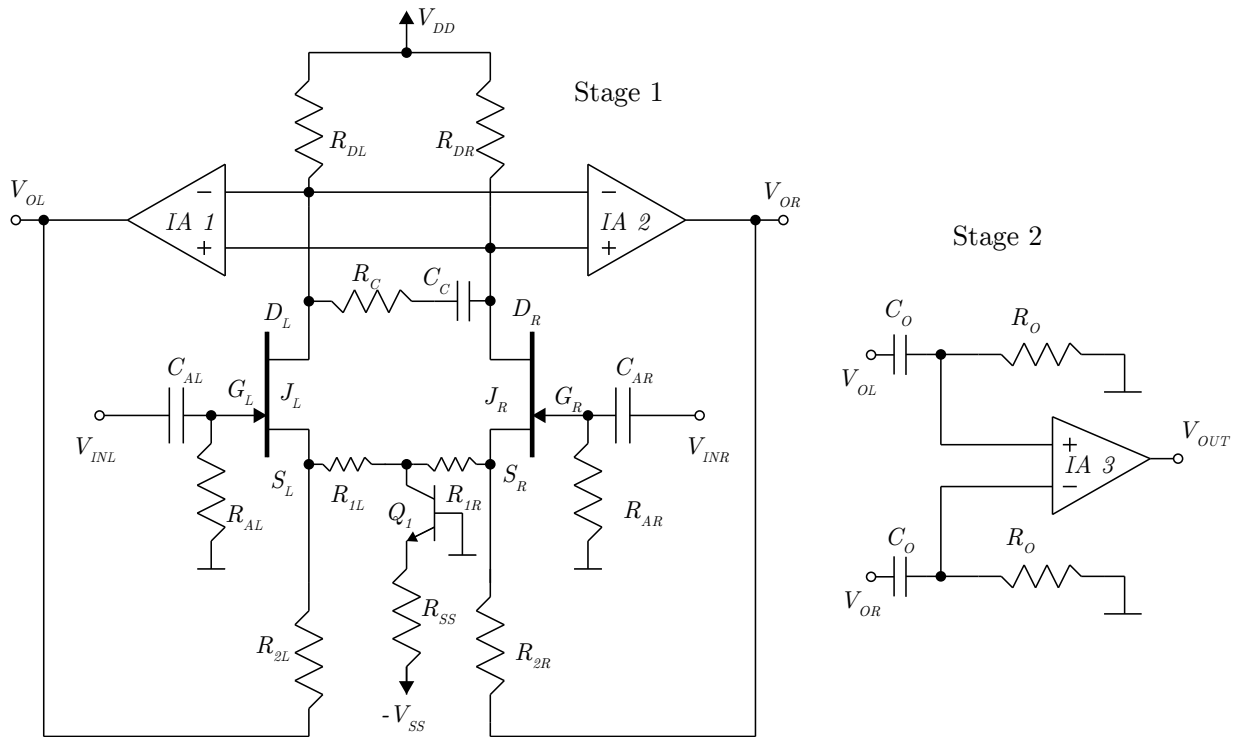 V_DD
Stage 1
R_DL
R_DR
V_OL
IA 1
−
+
IA 2
−
+
V_OR
Stage 2
R_C
C_C
D_L
D_R
C_O
R_O
V_OL
C_AL
G_L
J_L
J_R
G_R
C_AR
V_INL
V_INR
+
IA 3
−
V_OUT
S_L
R_1L
Q_1
R_1R
S_R
R_AL
R_AR
C_O
R_O
V_OR
R_SS
R_2L
R_2R
-V_SS